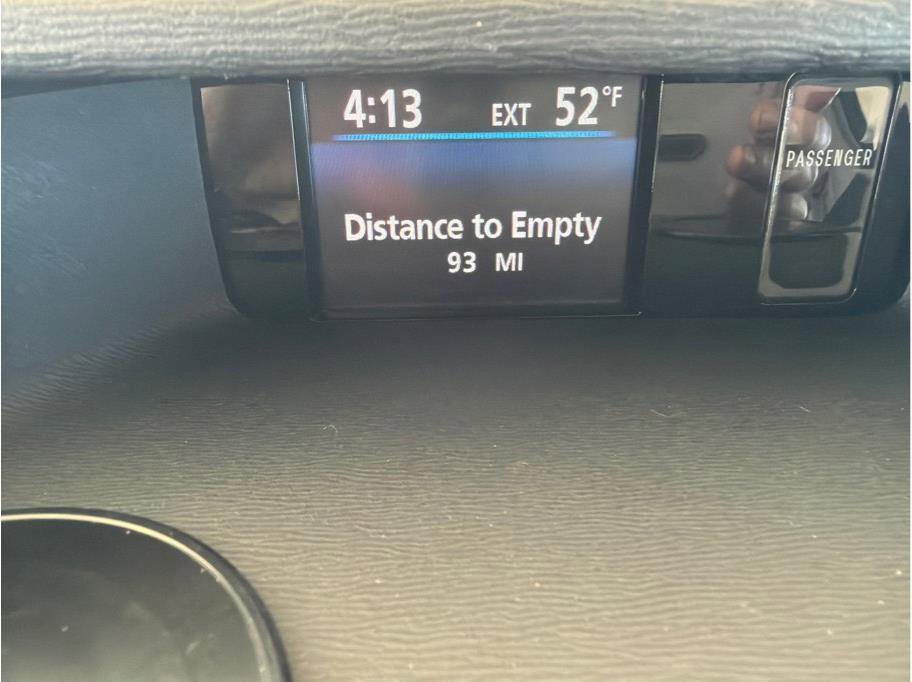 4:13 EXT 52°F
PASSENGER
Distance to Empty
93 MI